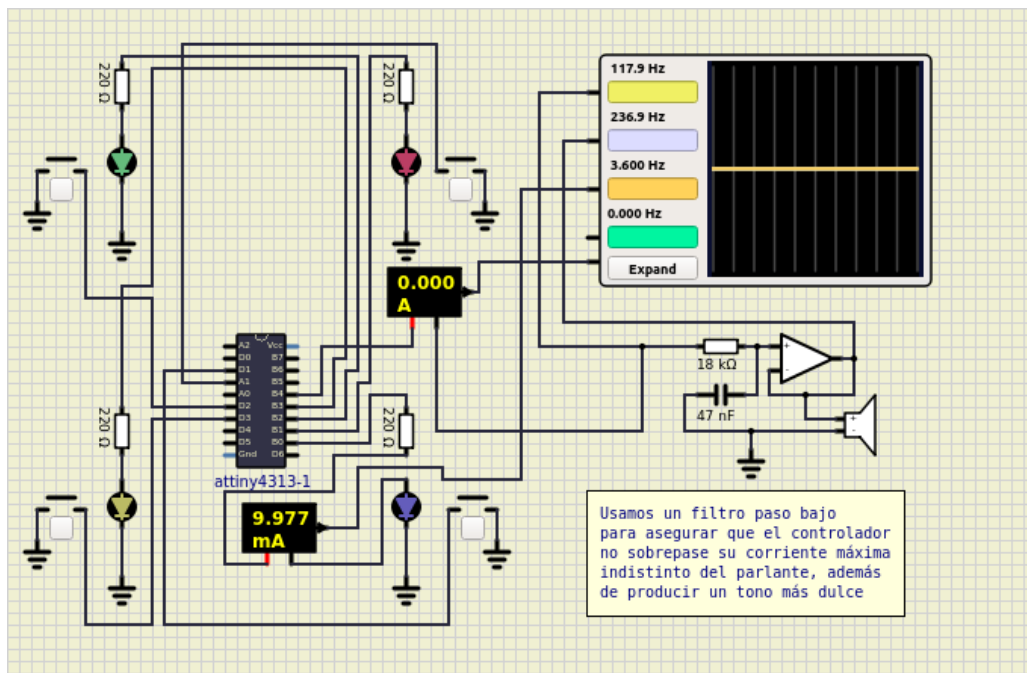 220 Ω
220 Ω
117.9 Hz
236.9 Hz
3.600 Hz
0.000 Hz
Expand
0.000
A
A2 Vcc
D0 B7
D1 B6
A1 B5
A0 B4
D2 B3
D3 B2
D4 B1
D5 B0
Gnd D6
attiny4313-1
220 Ω
220 Ω
18 kΩ
47 nF
+
-
+
-
9.977
mA
Usamos un filtro paso bajo
para asegurar que el controlador
no sobrepase su corriente máxima
indistinto del parlante, además
de producir un tono más dulce